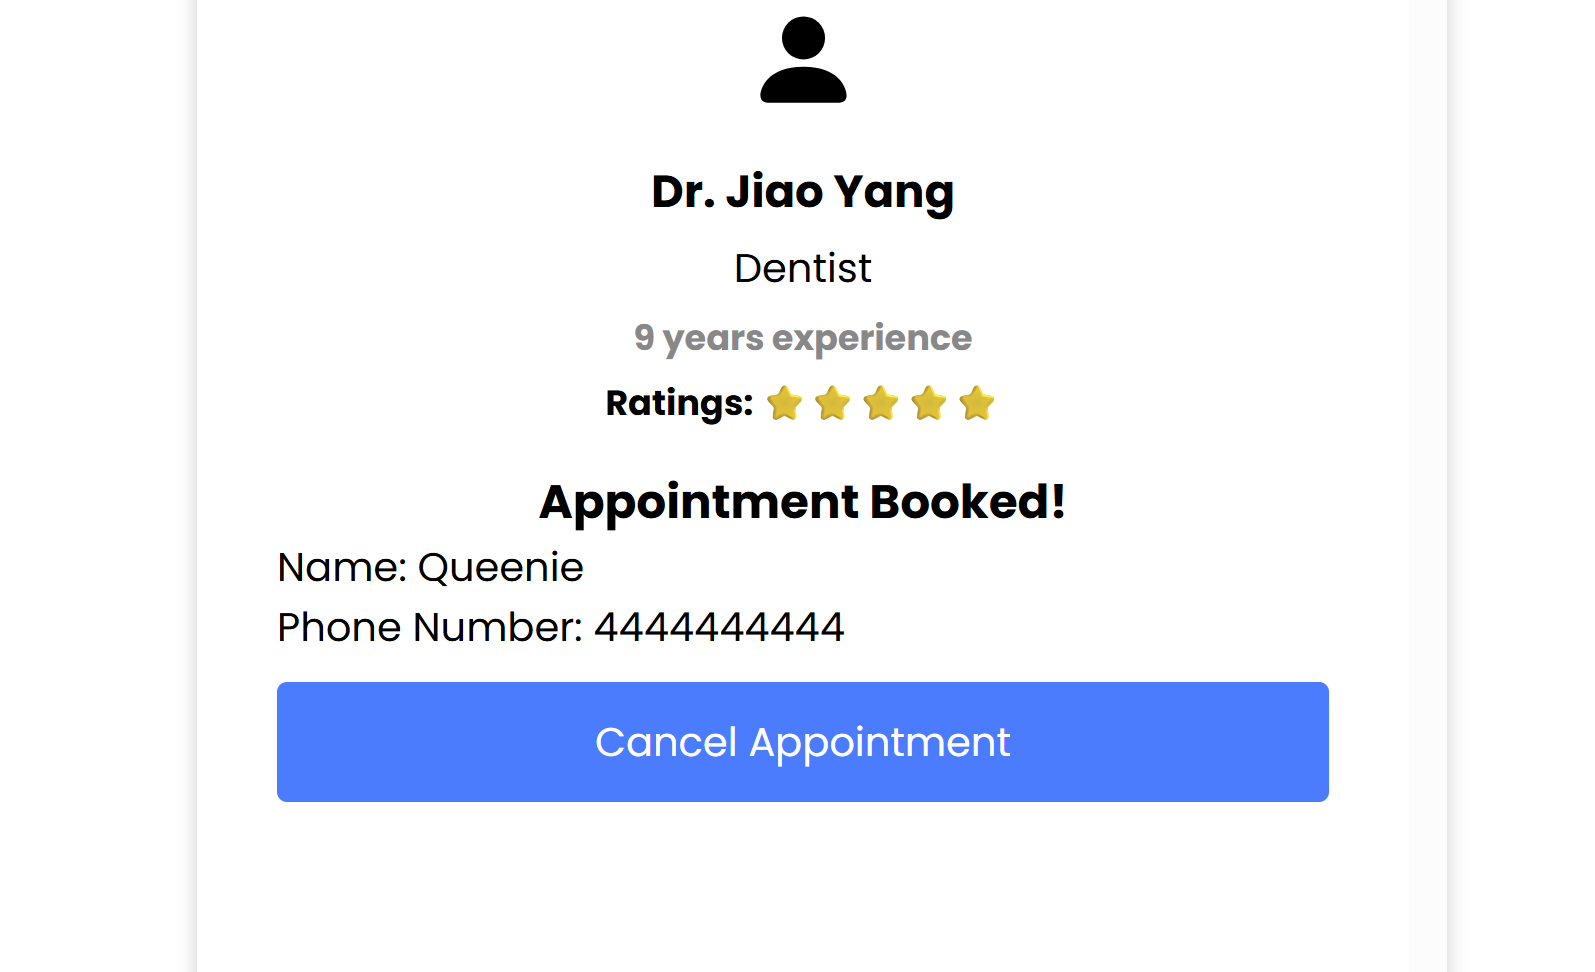 Dr. Jiao Yang
Dentist
9 years experience
Ratings: ⭐⭐⭐⭐⭐
Appointment Booked!
Name: Queenie
Phone Number: 4444444444
Cancel Appointment